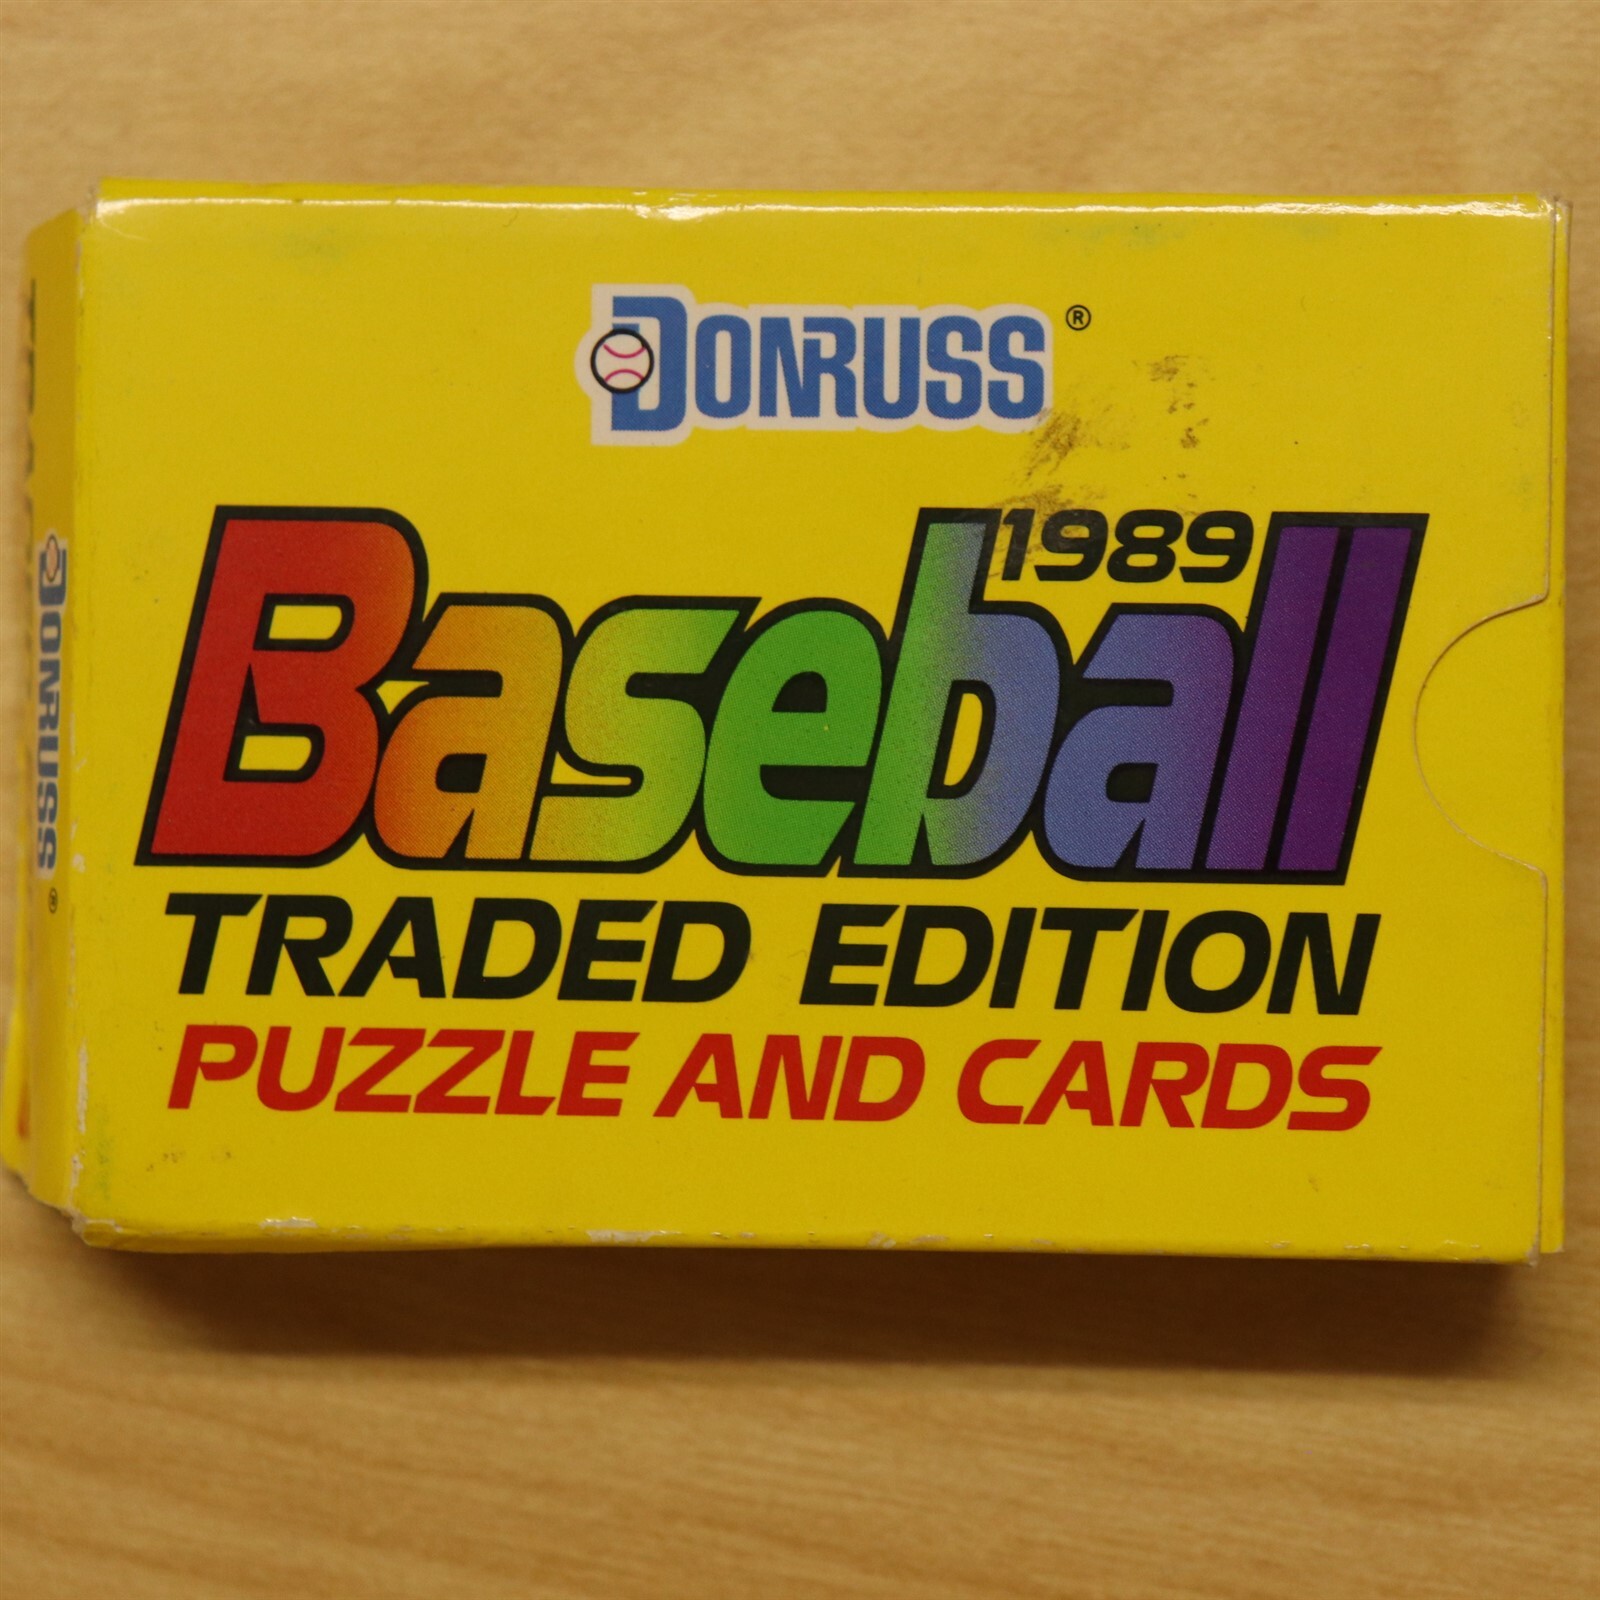 DONRUSS®
1989
Baseball
TRADED EDITION
PUZZLE AND CARDS
DONRUSS®